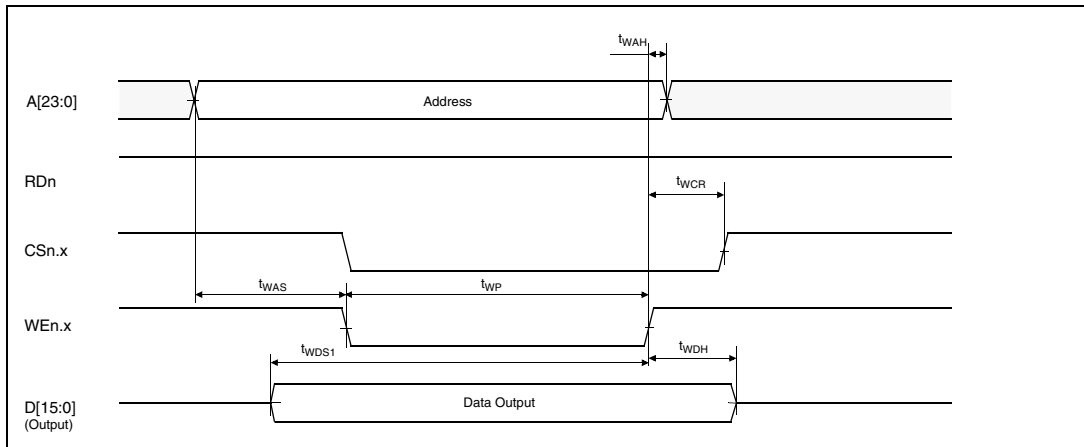 tWAH
A[23:0]
Address
RDn
tWCR
CSn.x
tWAS
tWP
WEn.x
tWDS1
tWDH
D[15:0]
(Output)
Data Output